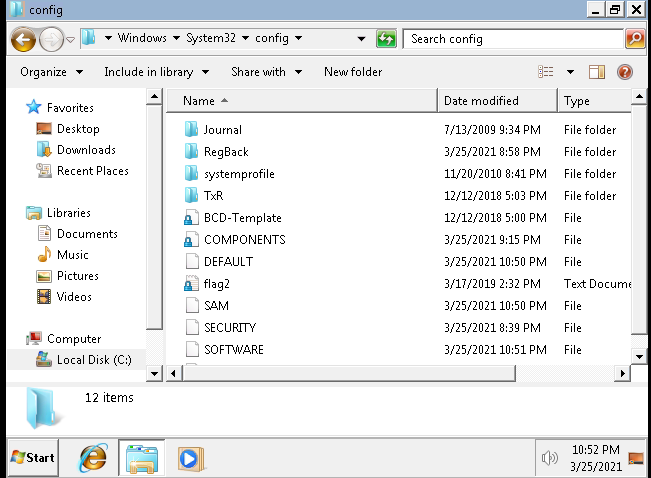 config
Windows System32 config Search config
Organize Include in library Share with New folder
Name Date modified Type
Favorites
Desktop
Downloads
Recent Places
Libraries
Documents
Music
Pictures
Videos
Computer
Local Disk (C:)
Journal 7/13/2009 9:34 PM File folder
RegBack 3/25/2021 8:58 PM File folder
systemprofile 11/20/2010 8:41 PM File folder
TxR 12/12/2018 5:03 PM File folder
BCD-Template 12/12/2018 5:00 PM File
COMPONENTS 3/25/2021 9:15 PM File
DEFAULT 3/25/2021 10:50 PM File
flag2 3/17/2019 2:32 PM Text Docume
SAM 3/25/2021 10:50 PM File
SECURITY 3/25/2021 8:39 PM File
SOFTWARE 3/25/2021 10:51 PM File
12 items
Start
10:52 PM
3/25/2021